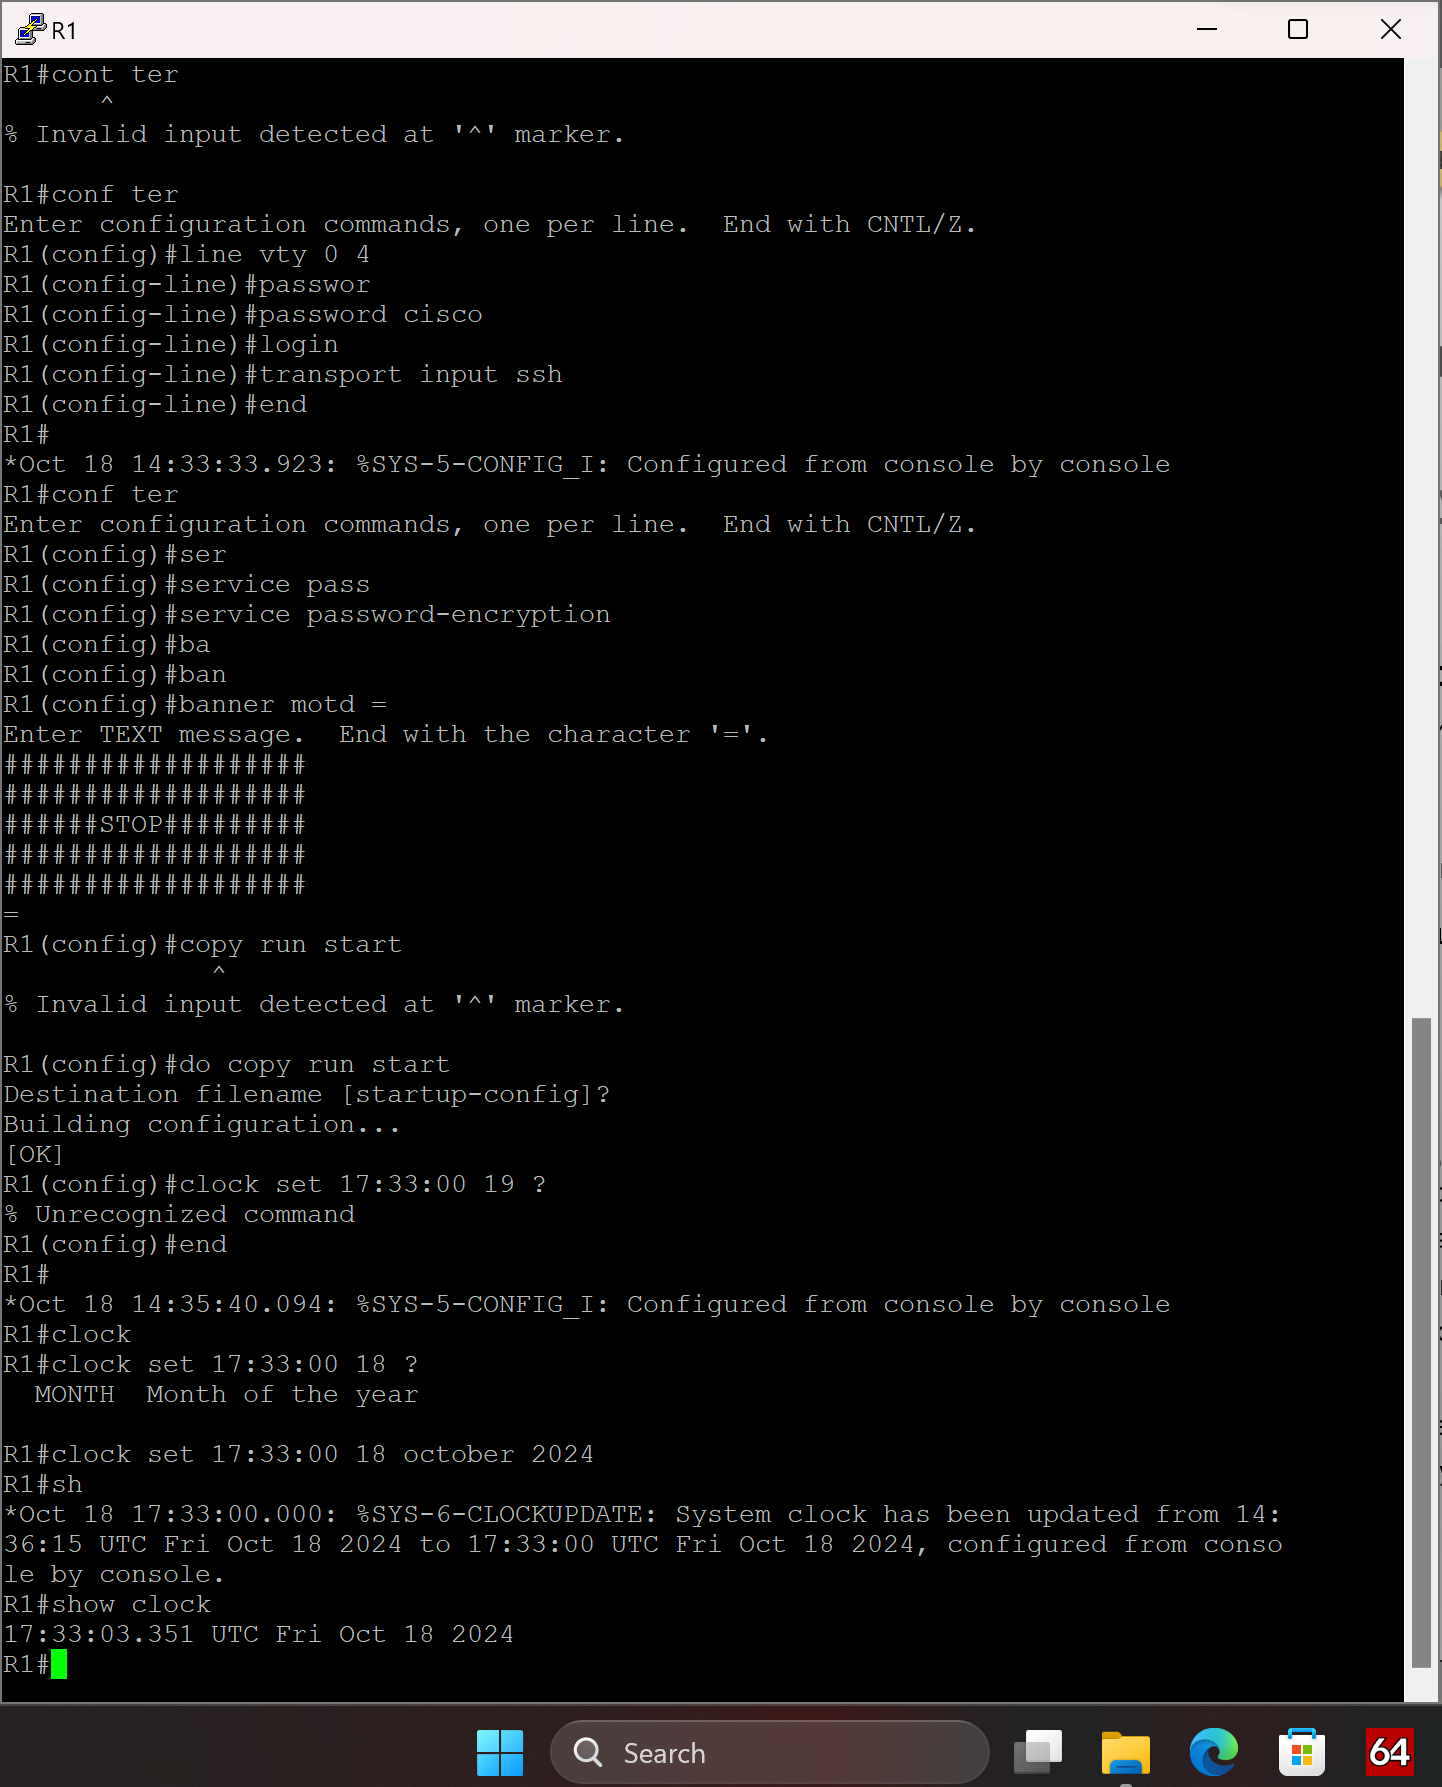 R1
R1#cont ter
^
% Invalid input detected at '^' marker.
R1#conf ter
Enter configuration commands, one per line.  End with CNTL/Z.
R1(config)#line vty 0 4
R1(config-line)#passwor
R1(config-line)#password cisco
R1(config-line)#login
R1(config-line)#transport input ssh
R1(config-line)#end
R1#
*Oct 18 14:33:33.923: %SYS-5-CONFIG_I: Configured from console by console
R1#conf ter
Enter configuration commands, one per line.  End with CNTL/Z.
R1(config)#ser
R1(config)#service pass
R1(config)#service password-encryption
R1(config)#ba
R1(config)#ban
R1(config)#banner motd =
Enter TEXT message.  End with the character '='.
###################
###################
######STOP#########
###################
###################
=
R1(config)#copy run start
^
% Invalid input detected at '^' marker.
R1(config)#do copy run start
Destination filename [startup-config]?
Building configuration...
[OK]
R1(config)#clock set 17:33:00 19 ?
% Unrecognized command
R1(config)#end
R1#
*Oct 18 14:35:40.094: %SYS-5-CONFIG_I: Configured from console by console
R1#clock
R1#clock set 17:33:00 18 ?
MONTH  Month of the year
R1#clock set 17:33:00 18 october 2024
R1#sh
*Oct 18 17:33:00.000: %SYS-6-CLOCKUPDATE: System clock has been updated from 14:
36:15 UTC Fri Oct 18 2024 to 17:33:00 UTC Fri Oct 18 2024, configured from conso
le by console.
R1#show clock
17:33:03.351 UTC Fri Oct 18 2024
R1#
Search
64